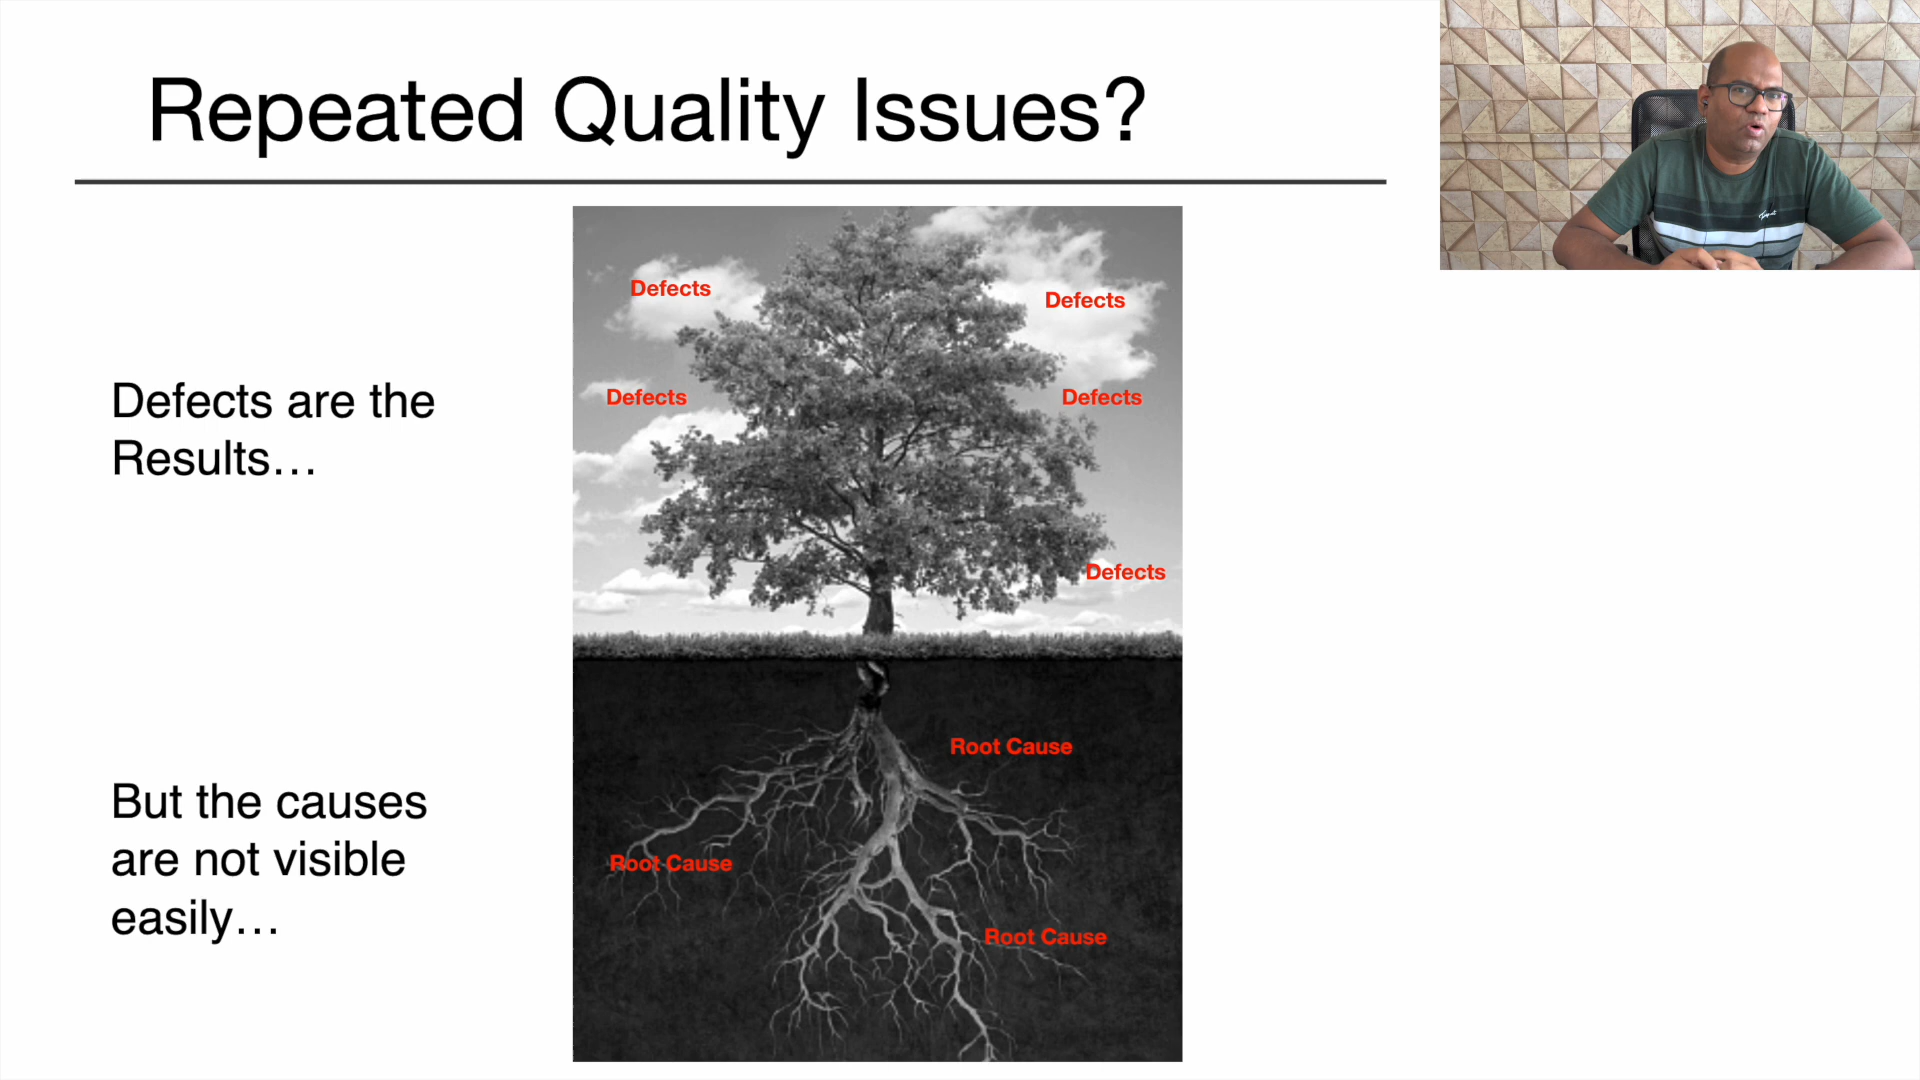 Repeated Quality Issues?
Defects
Defects
Defects are the
Results…
Defects
Defects
Defects
Root Cause
But the causes
are not visible
easily…
Root Cause
Root Cause